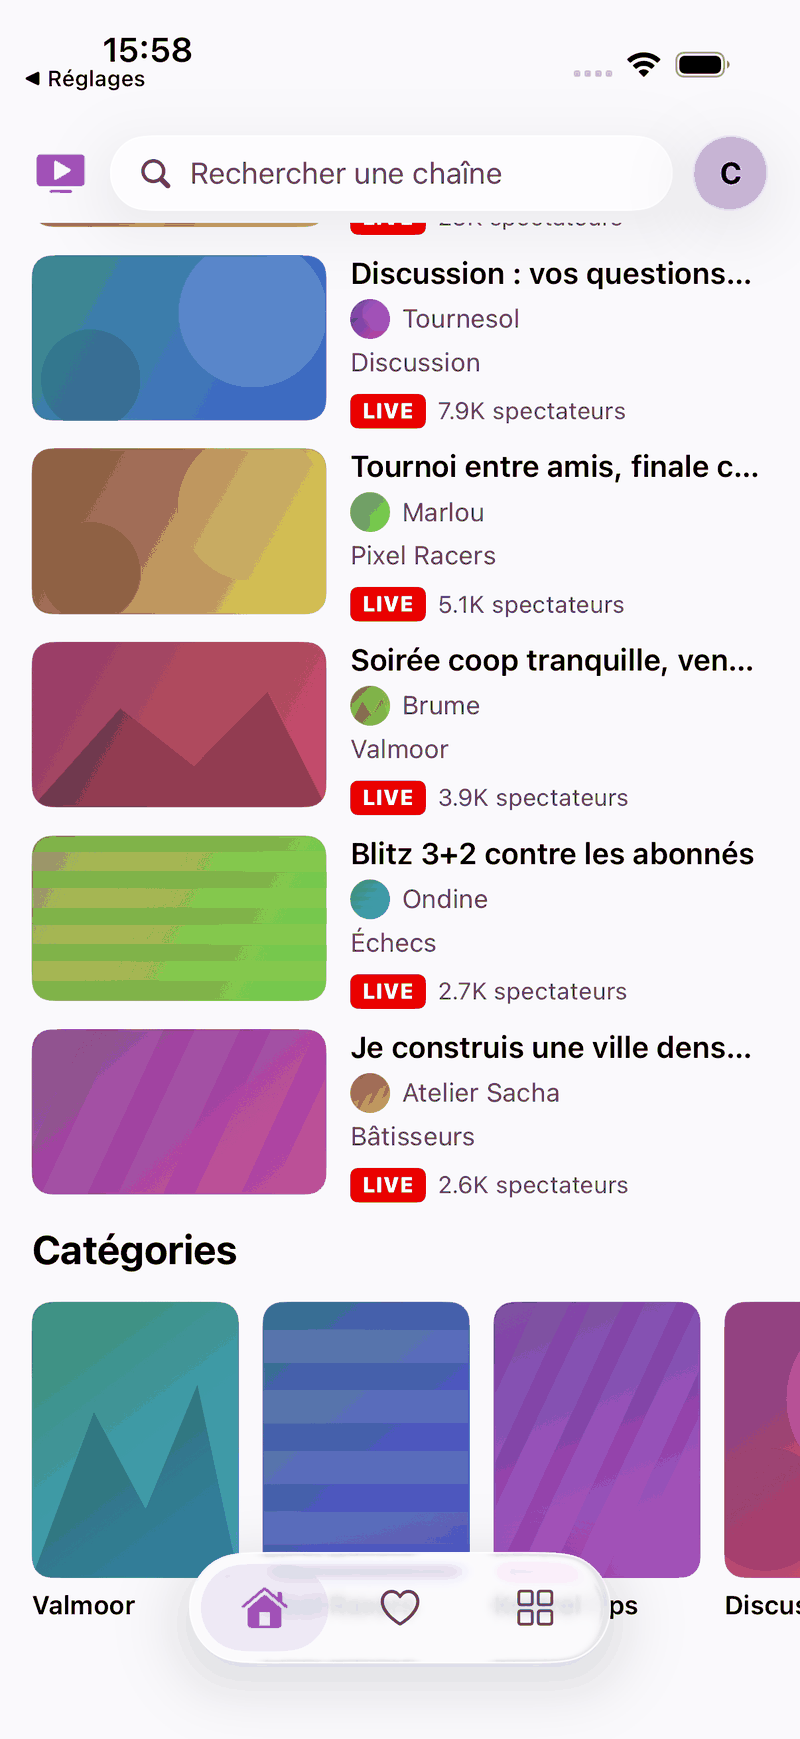 15:58
◀ Réglages
Rechercher une chaîne
C
spectateurs
Discussion : vos questions...
Tournesol
Discussion
LIVE 7.9K spectateurs
Tournoi entre amis, finale c...
Marlou
Pixel Racers
LIVE 5.1K spectateurs
Soirée coop tranquille, ven...
Brume
Valmoor
LIVE 3.9K spectateurs
Blitz 3+2 contre les abonnés
Ondine
Échecs
LIVE 2.7K spectateurs
Je construis une ville dens...
Atelier Sacha
Bâtisseurs
LIVE 2.6K spectateurs
Catégories
Valmoor
ps
Discus